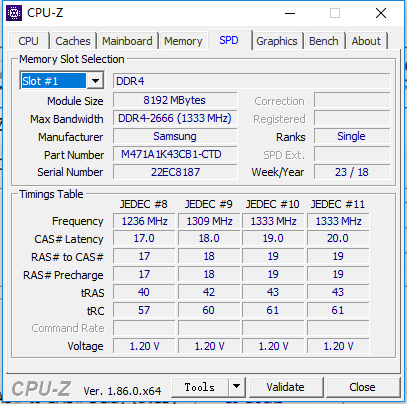 CPU-Z
CPU Caches Mainboard Memory SPD Graphics Bench About
Memory Slot Selection
Slot #1 DDR4
Module Size 8192 MBytes Correction
Max Bandwidth DDR4-2666 (1333 MHz) Registered
Manufacturer Samsung Ranks Single
Part Number M471A1K43CB1-CTD SPD Ext.
Serial Number 22EC8187 Week/Year 23 / 18
Timings Table
JEDEC #8 JEDEC #9 JEDEC #10 JEDEC #11
Frequency 1236 MHz 1309 MHz 1333 MHz 1333 MHz
CAS# Latency 17.0 18.0 19.0 20.0
RAS# to CAS# 17 18 19 19
RAS# Precharge 17 18 19 19
tRAS 40 42 43 43
tRC 57 60 61 61
Command Rate
Voltage 1.20 V 1.20 V 1.20 V 1.20 V
CPU-Z Ver. 1.86.0.x64 Tools Validate Close